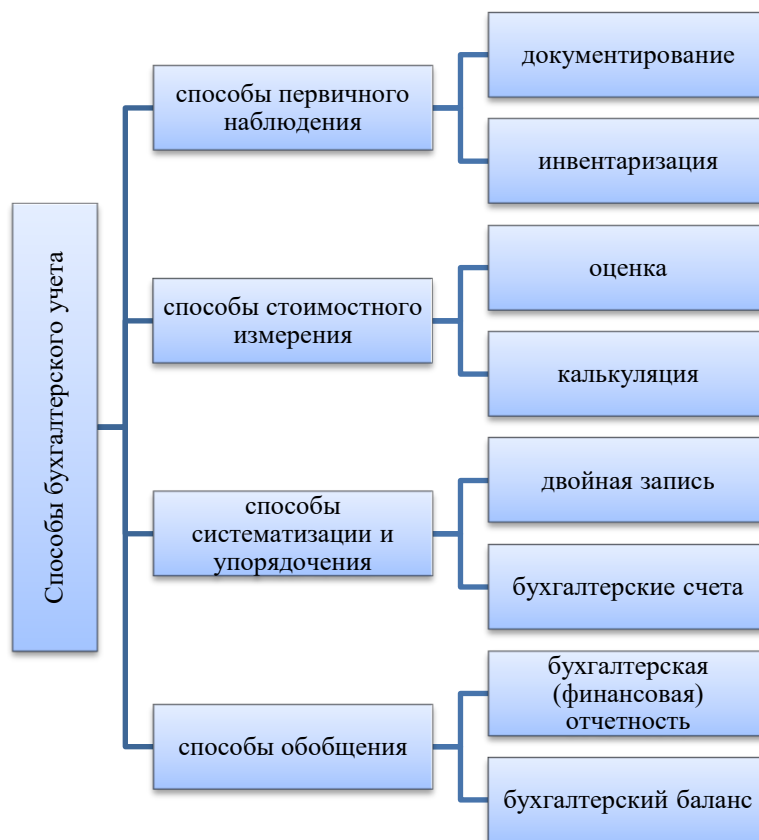 Способы бухгалтерского учета
способы первичного
наблюдения
документирование
инвентаризация
способы стоимостного
измерения
оценка
калькуляция
способы
систематизации и
упорядочения
двойная запись
бухгалтерские счета
способы обобщения
бухгалтерская
(финансовая)
отчетность
бухгалтерский баланс